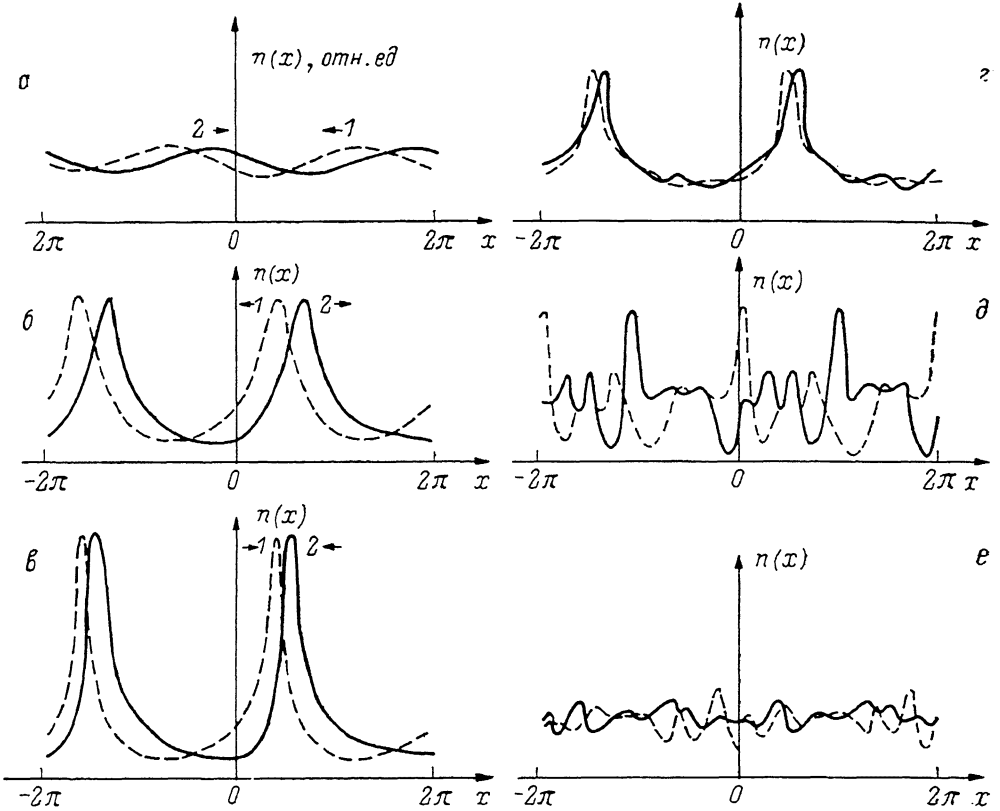 а
n(x), отн.ед
2 1
2π 0 2π x
г
n(x)
-2π 0 2π x
б
n(x)
1 2
-2π 0 2π x
д
n(x)
-2π 0 2π x
в
n(x)
1 2
-2π 0 2π x
е
n(x)
-2π 0 2π x